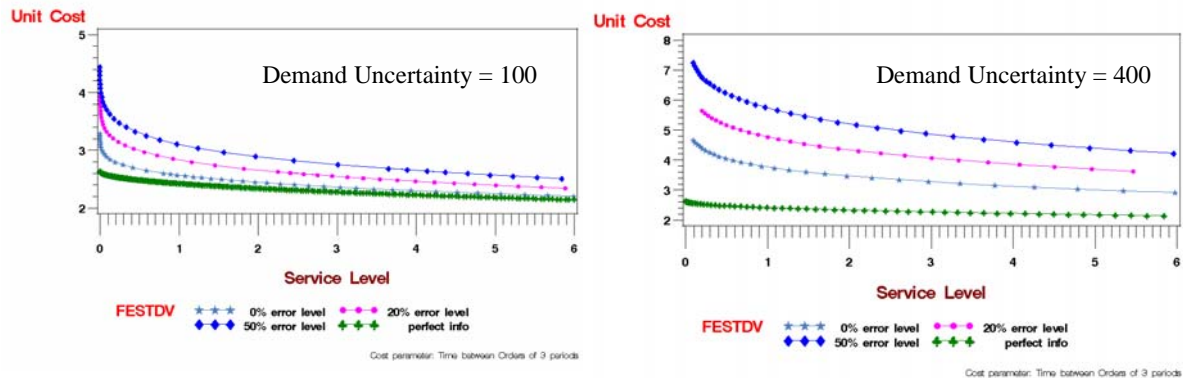 Unit Cost
Demand Uncertainty = 100
5
4
3
2
0 1 2 3 4 5 6
Service Level
FESTDV
0% error level
20% error level
50% error level
perfect info
Cost parameter: Time between Orders of 3 periods
Unit Cost
Demand Uncertainty = 400
8
7
6
5
4
3
2
0 1 2 3 4 5 6
Service Level
FESTDV
0% error level
20% error level
50% error level
perfect info
Cost parameter: Time between Orders of 3 periods